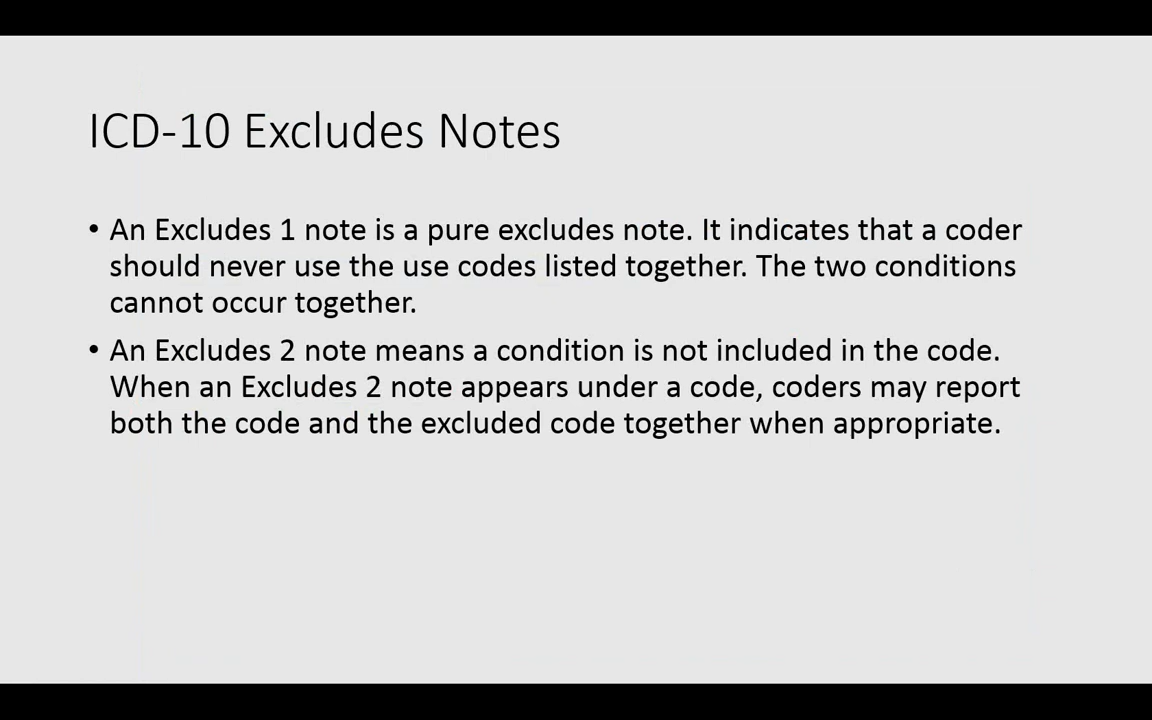 ICD-10 Excludes Notes
• An Excludes 1 note is a pure excludes note. It indicates that a coder
should never use the use codes listed together. The two conditions
cannot occur together.
• An Excludes 2 note means a condition is not included in the code.
When an Excludes 2 note appears under a code, coders may report
both the code and the excluded code together when appropriate.